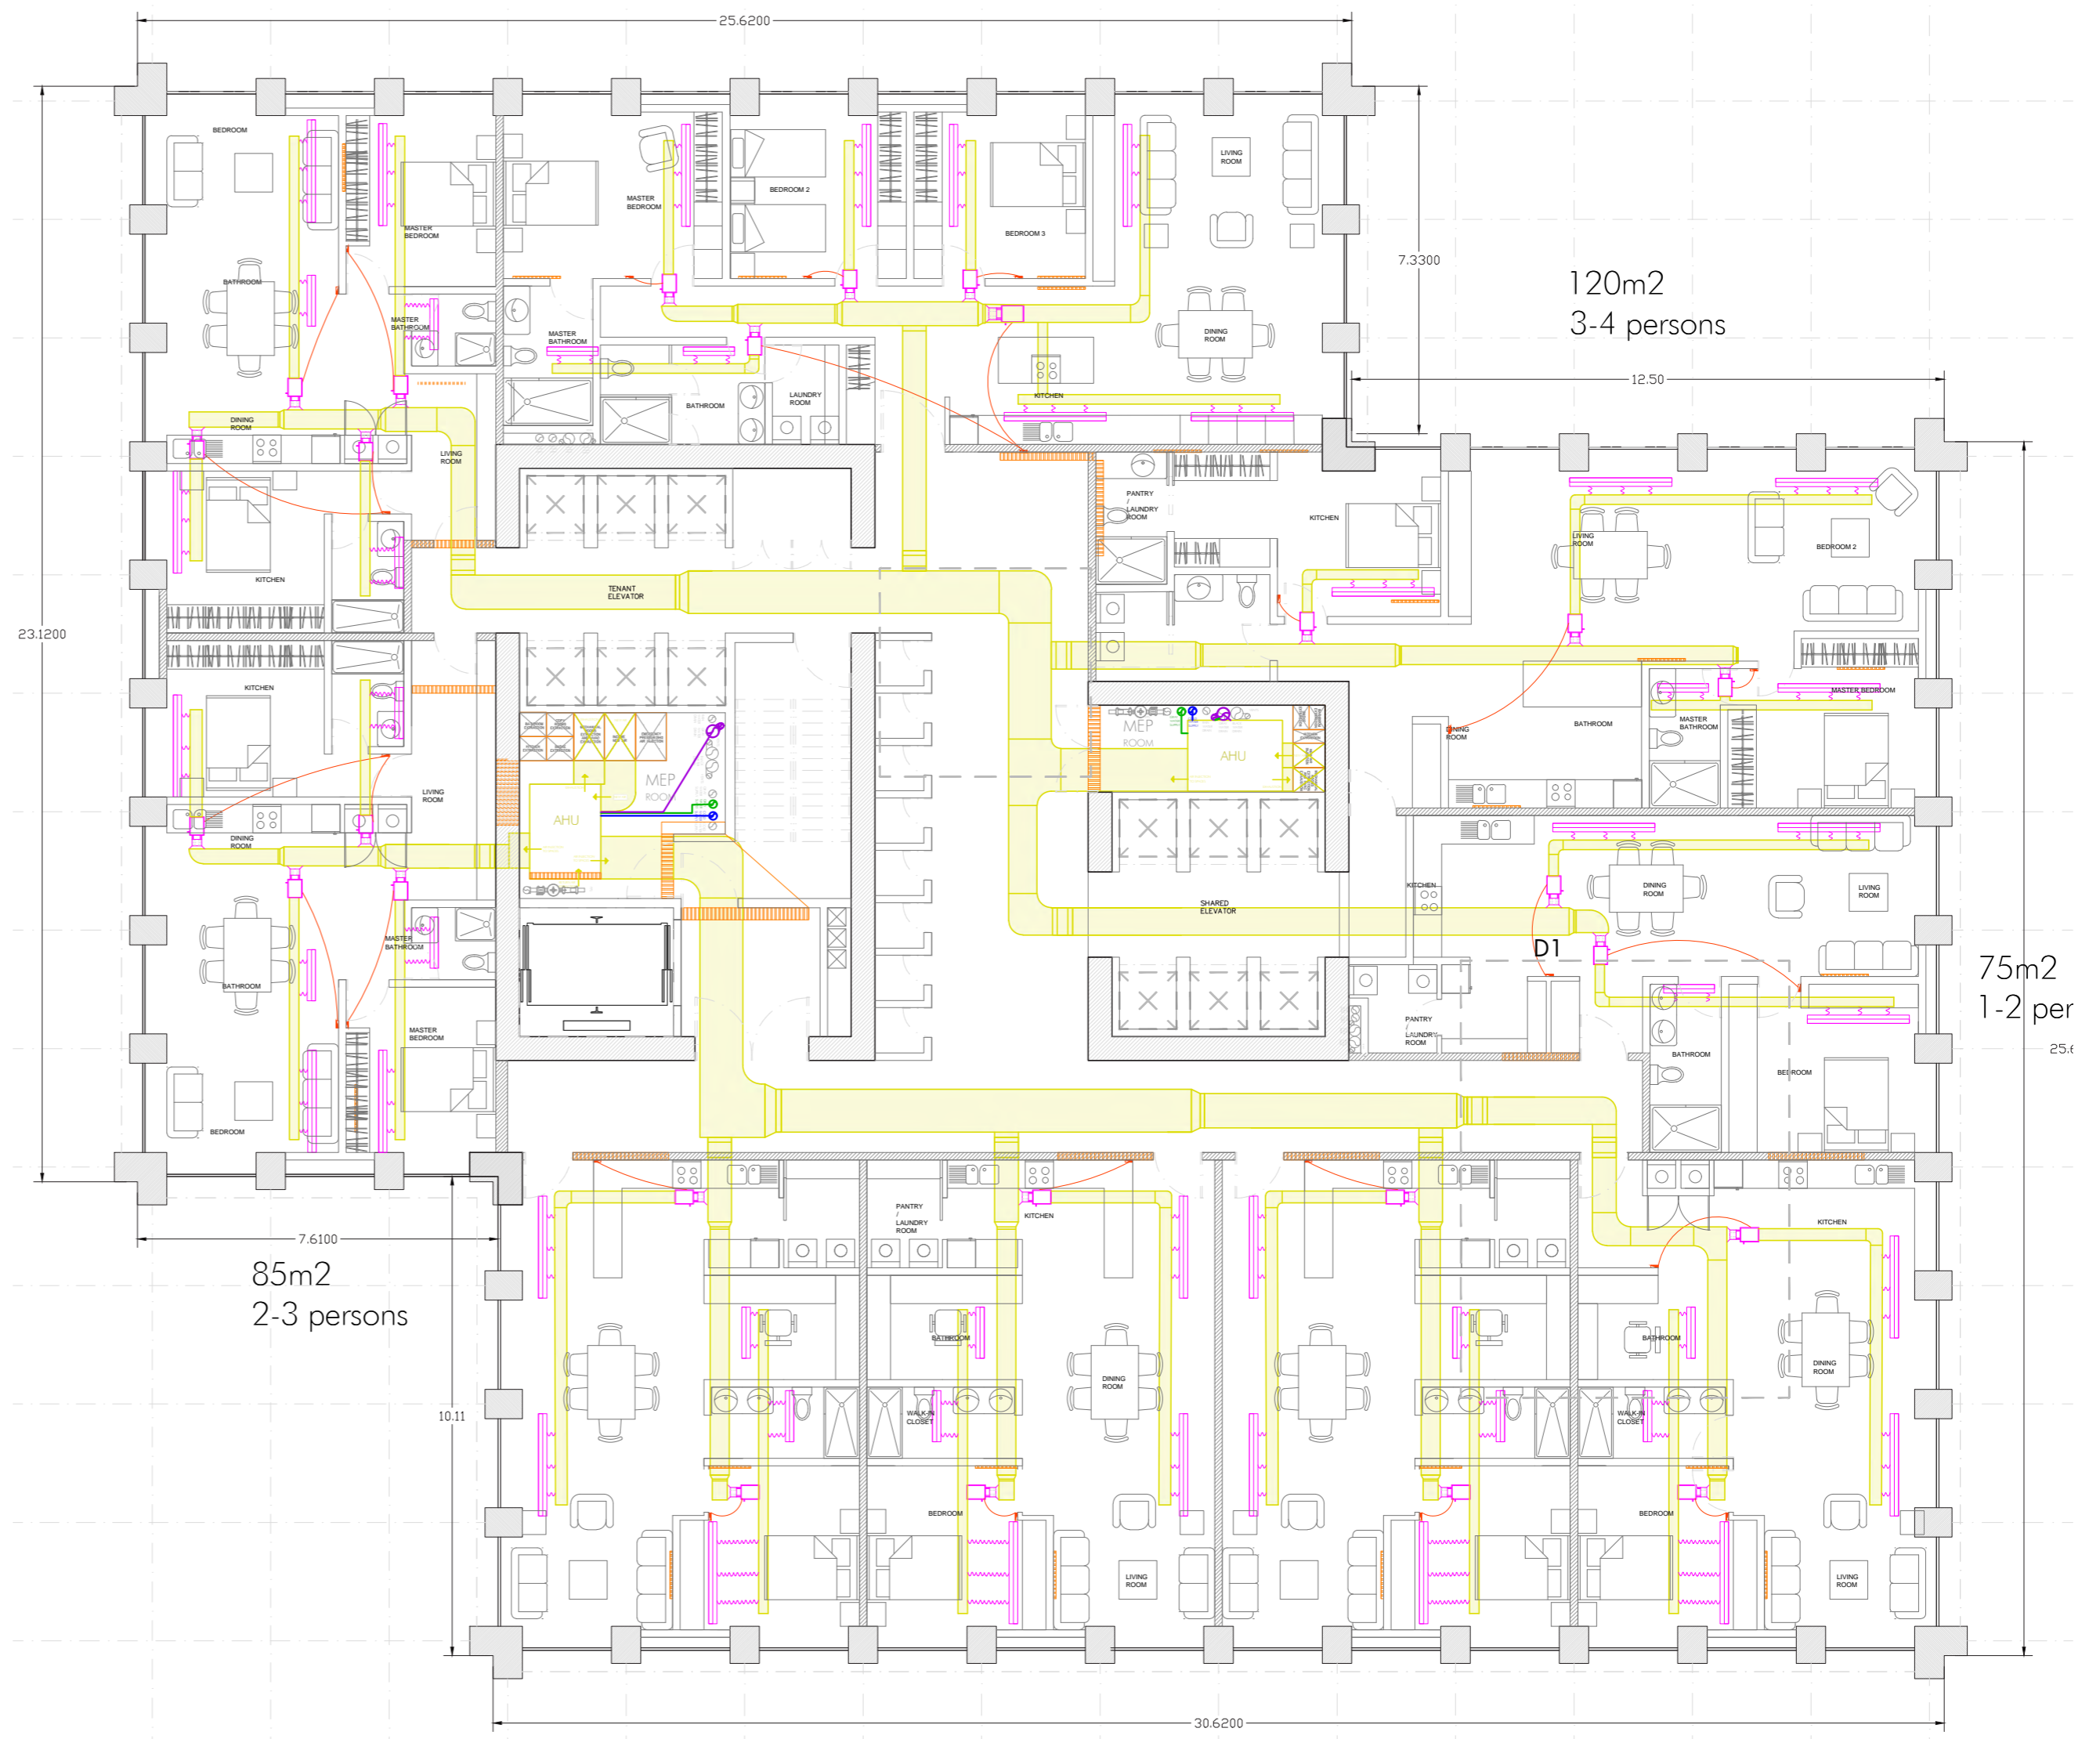 25.6200
BEDROOM
LIVING
ROOM
BEDROOM 2
MASTER
BEDROOM
MASTER
BEDROOM
BEDROOM 3
7.3300
120m2
3-4 persons
BATHROOM
MASTER
BATHROOM
MASTER
BATHROOM
DINING
ROOM
12.50
KITCHEN
LAUNDRY
ROOM
BATHROOM
DINING
ROOM
LIVING
ROOM
PANTRY
/
LAUNDRY
ROOM
KITCHEN
LIVING
ROOM
BEDROOM 2
KITCHEN
TENANT
ELEVATOR
23.1200
KITCHEN
MASTER BEDROOM
BATHROOM
MASTER
BATHROOM
DINING
ROOM
MEP
ROOM
AHU
MEP
ROOM
AHU
LIVING
ROOM
DINING
ROOM
KITCHEN
DINING
ROOM
LIVING
ROOM
SHARED
ELEVATOR
D1
MASTER
BATHROOM
BATHROOM
75m2
1-2 per
25.6
MASTER
BEDROOM
PANTRY
/
LAUNDRY
ROOM
BATHROOM
BEDROOM
BEDROOM
7.6100
85m2
2-3 persons
PANTRY
/
LAUNDRY
ROOM
KITCHEN
KITCHEN
BATHROOM
BATHROOM
DINING
ROOM
DINING
ROOM
10.11
WALK-IN
CLOSET
WALK-IN
CLOSET
BEDROOM
BEDROOM
LIVING
ROOM
LIVING
ROOM
30.6200